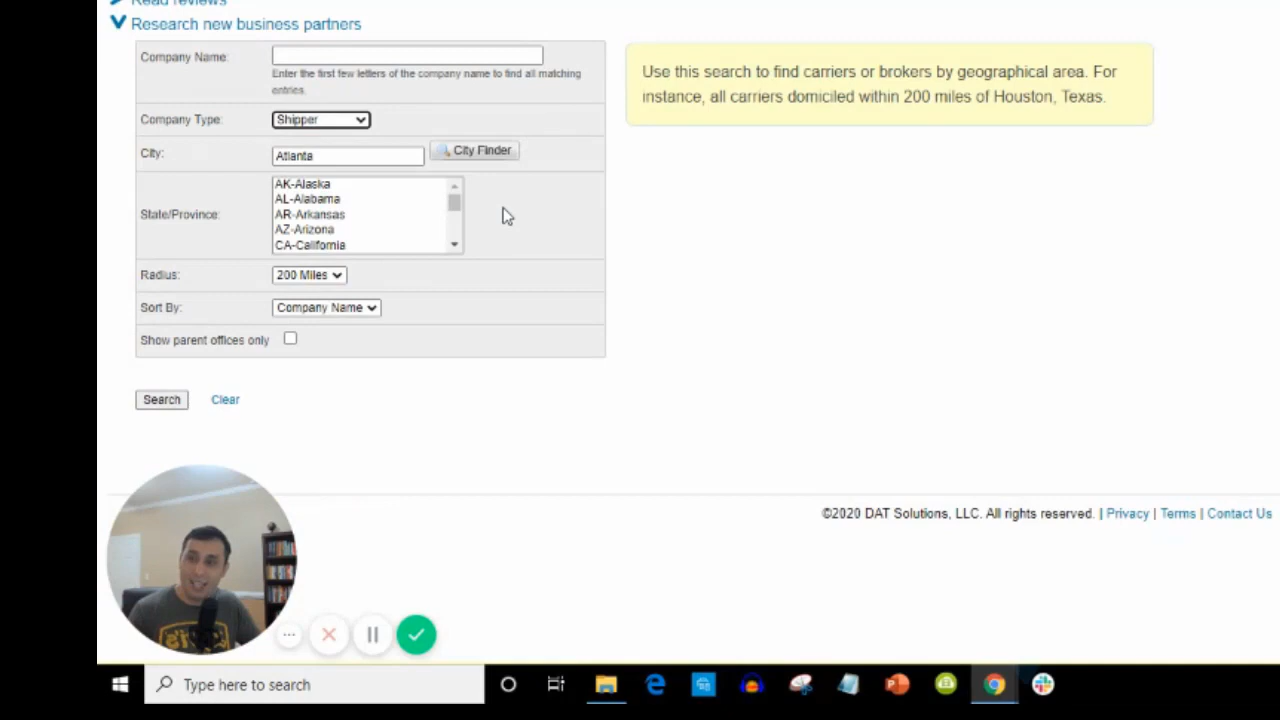 Read reviews
Research new business partners
Company Name:
Enter the first few letters of the company name to find all matching
entries.
Use this search to find carriers or brokers by geographical area. For
instance, all carriers domiciled within 200 miles of Houston, Texas.
Company Type: Shipper
City: Atlanta City Finder
State/Province:
AK-Alaska
AL-Alabama
AR-Arkansas
AZ-Arizona
CA-California
Radius: 200 Miles
Sort By: Company Name
Show parent offices only
Search Clear
©2020 DAT Solutions, LLC. All rights reserved. | Privacy | Terms | Contact Us
Type here to search